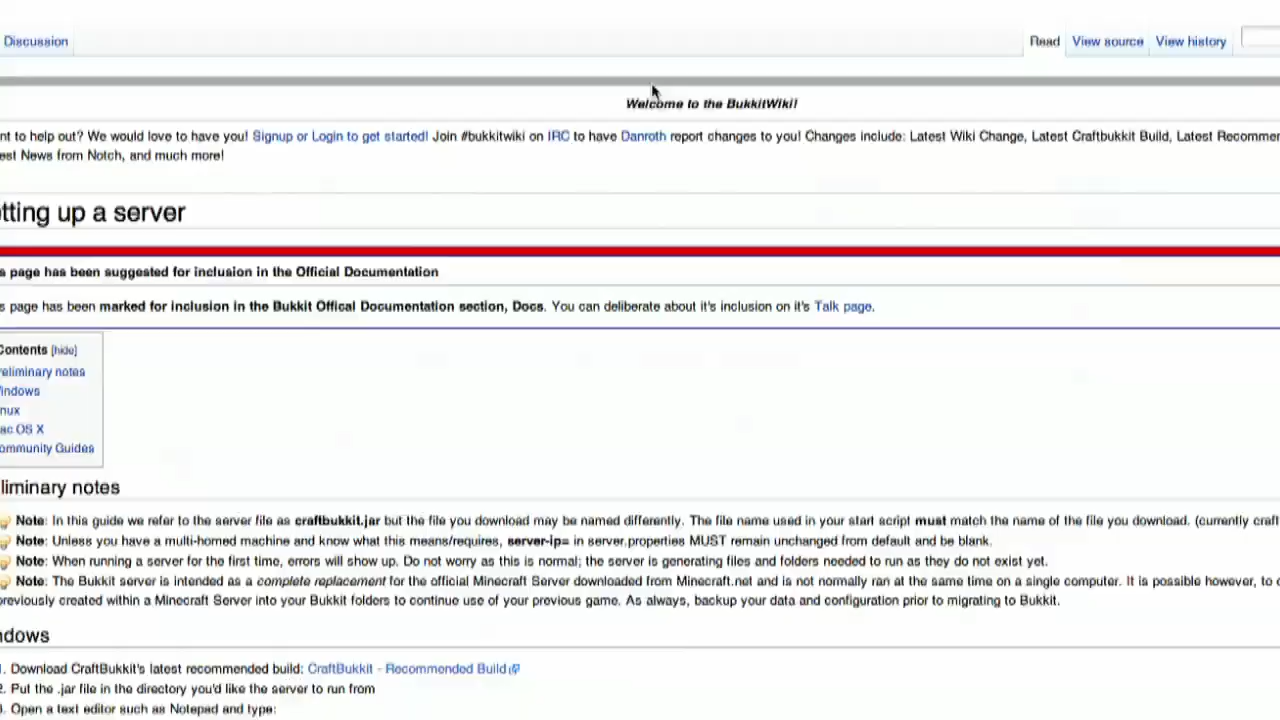 Discussion
Read View source View history
Welcome to the BukkitWiki!
nt to help out? We would love to have you! Signup or Login to get started! Join #bukkitwiki on IRC to have Danroth report changes to you! Changes include: Latest Wiki Change, Latest Craftbukkit Build, Latest Recommer
est News from Notch, and much more!
tting up a server
s page has been suggested for inclusion in the Official Documentation
s page has been marked for inclusion in the Bukkit Offical Documentation section, Docs. You can deliberate about it's inclusion on it's Talk page.
Contents [hide]
reliminary notes
indows
nux
ac OS X
ommunity Guides
liminary notes
Note: In this guide we refer to the server file as craftbukkit.jar but the file you download may be named differently. The file name used in your start script must match the name of the file you download. (currently craft
Note: Unless you have a multi-homed machine and know what this means/requires, server-ip= in server.properties MUST remain unchanged from default and be blank.
Note: When running a server for the first time, errors will show up. Do not worry as this is normal; the server is generating files and folders needed to run as they do not exist yet.
Note: The Bukkit server is intended as a complete replacement for the official Minecraft Server downloaded from Minecraft.net and is not normally ran at the same time on a single computer. It is possible however, to
previously created within a Minecraft Server into your Bukkit folders to continue use of your previous game. As always, backup your data and configuration prior to migrating to Bukkit.
ndows
1. Download CraftBukkit's latest recommended build: CraftBukkit - Recommended Build
2. Put the .jar file in the directory you'd like the server to run from
3. Open a text editor such as Notepad and type: